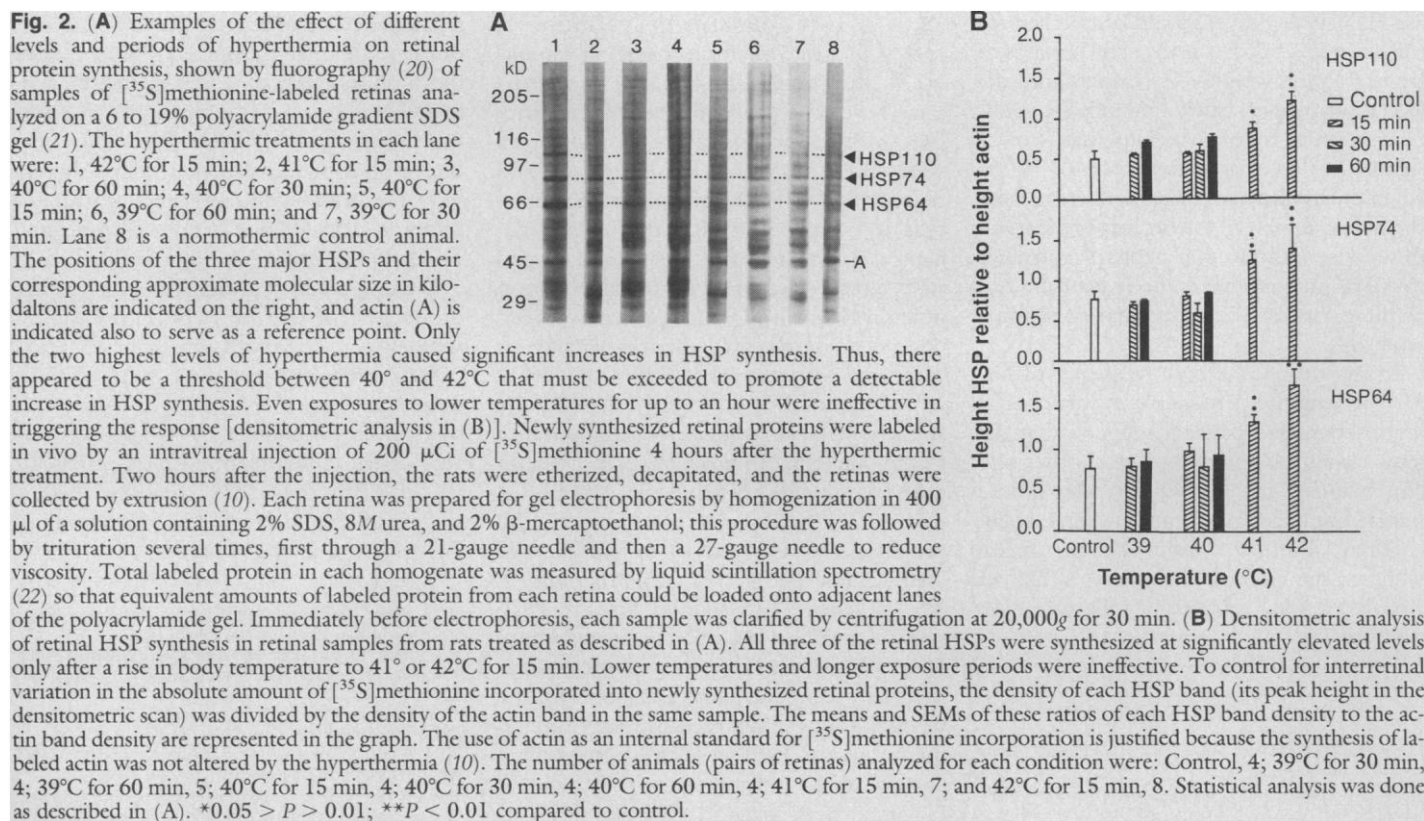 Fig. 2. (A) Examples of the effect of different
levels and periods of hyperthermia on retinal
protein synthesis, shown by fluorography (20) of
samples of [³⁵S]methionine-labeled retinas ana-
lyzed on a 6 to 19% polyacrylamide gradient SDS
gel (21). The hyperthermic treatments in each lane
were: 1, 42°C for 15 min; 2, 41°C for 15 min; 3,
40°C for 60 min; 4, 40°C for 30 min; 5, 40°C for
15 min; 6, 39°C for 60 min; and 7, 39°C for 30
min. Lane 8 is a normothermic control animal.
The positions of the three major HSPs and their
corresponding approximate molecular size in kilo-
daltons are indicated on the right, and actin (A) is
indicated also to serve as a reference point. Only
the two highest levels of hyperthermia caused significant increases in HSP synthesis. Thus, there
appeared to be a threshold between 40° and 42°C that must be exceeded to promote a detectable
increase in HSP synthesis. Even exposures to lower temperatures for up to an hour were ineffective in
triggering the response [densitometric analysis in (B)]. Newly synthesized retinal proteins were labeled
in vivo by an intravitreal injection of 200 μCi of [³⁵S]methionine 4 hours after the hyperthermic
treatment. Two hours after the injection, the rats were etherized, decapitated, and the retinas were
collected by extrusion (10). Each retina was prepared for gel electrophoresis by homogenization in 400
μl of a solution containing 2% SDS, 8M urea, and 2% β-mercaptoethanol; this procedure was followed
by trituration several times, first through a 21-gauge needle and then a 27-gauge needle to reduce
viscosity. Total labeled protein in each homogenate was measured by liquid scintillation spectrometry
(22) so that equivalent amounts of labeled protein from each retina could be loaded onto adjacent lanes
of the polyacrylamide gel. Immediately before electrophoresis, each sample was clarified by centrifugation at 20,000g for 30 min. (B) Densitometric analysis
of retinal HSP synthesis in retinal samples from rats treated as described in (A). All three of the retinal HSPs were synthesized at significantly elevated levels
only after a rise in body temperature to 41° or 42°C for 15 min. Lower temperatures and longer exposure periods were ineffective. To control for interretinal
variation in the absolute amount of [³⁵S]methionine incorporated into newly synthesized retinal proteins, the density of each HSP band (its peak height in the
densitometric scan) was divided by the density of the actin band in the same sample. The means and SEMs of these ratios of each HSP band density to the ac-
tin band density are represented in the graph. The use of actin as an internal standard for [³⁵S]methionine incorporation is justified because the synthesis of la-
beled actin was not altered by the hyperthermia (10). The number of animals (pairs of retinas) analyzed for each condition were: Control, 4; 39°C for 30 min,
4; 39°C for 60 min, 5; 40°C for 15 min, 4; 40°C for 30 min, 4; 40°C for 60 min, 4; 41°C for 15 min, 7; and 42°C for 15 min, 8. Statistical analysis was done
as described in (A). *0.05 > P > 0.01; **P < 0.01 compared to control.
A
1 2 3 4 5 6 7 8
kD
205
116
97
66
45
29
HSP110
HSP74
HSP64
A
B
Height HSP relative to height actin
2.0
1.5
1.0
0.5
0.0
HSP110
Control
15 min
30 min
60 min
1.5
1.0
0.5
0.0
HSP74
1.5
1.0
0.5
0.0
HSP64
Control 39 40 41 42
Temperature (°C)